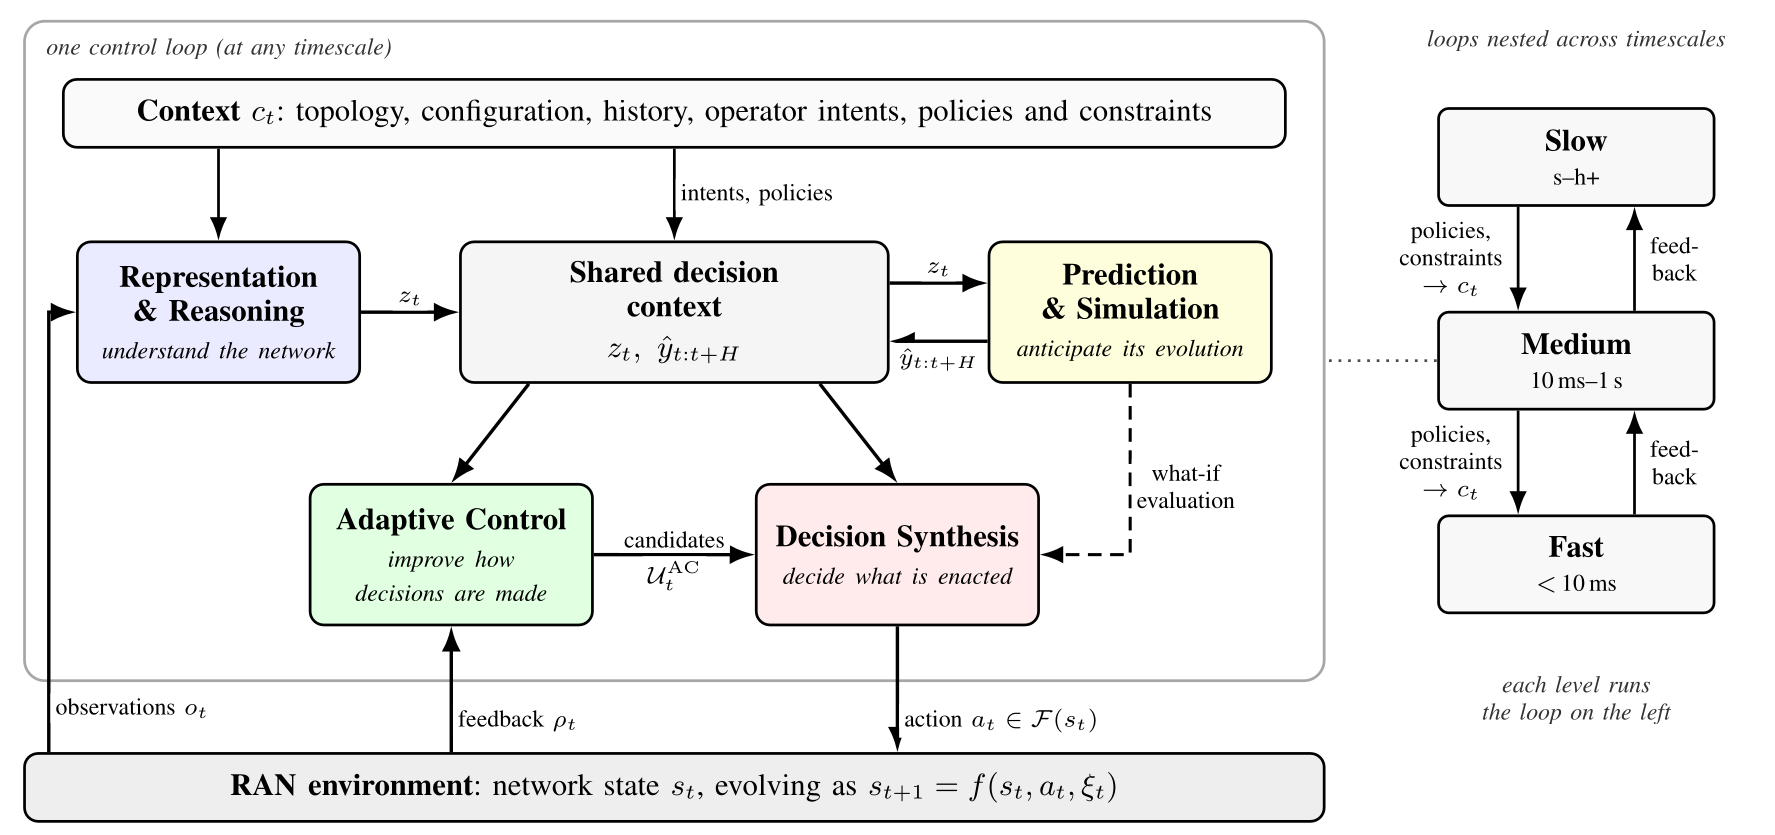 one control loop (at any timescale)
Context c_t: topology, configuration, history, operator intents, policies and constraints
intents, policies
Representation
& Reasoning
understand the network
z_t
Shared decision
context
z_t, ŷ_{t:t+H}
z_t
ŷ_{t:t+H}
Prediction
& Simulation
anticipate its evolution
what-if
evaluation
Adaptive Control
improve how
decisions are made
candidates
𝒰_t^{AC}
Decision Synthesis
decide what is enacted
observations o_t
feedback ρ_t
action a_t ∈ ℱ(s_t)
RAN environment: network state s_t, evolving as s_{t+1} = f(s_t, a_t, ξ_t)
loops nested across timescales
Slow
s–h+
policies,
constraints
→ c_t
feed-
back
Medium
10 ms–1 s
policies,
constraints
→ c_t
feed-
back
Fast
< 10 ms
each level runs
the loop on the left